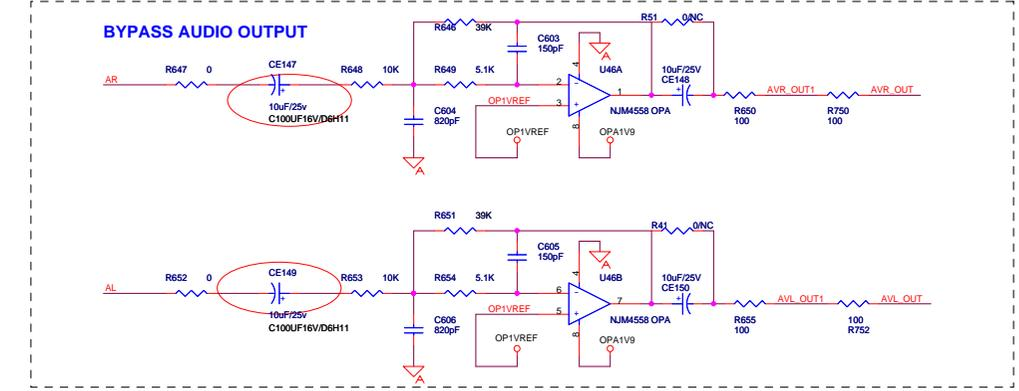 BYPASS AUDIO OUTPUT
R646 39K
R51 0/NC
C603
150pF
AR
R647 0
CE147
10uF/25v
C100UF16V/D6H11
R648 10K
R649 5.1K
C604
820pF
A
OP1VREF
OP1VREF
2
3
4
8
1
-
+
A
U46A
NJM4558 OPA
OPA1V9
10uF/25V
CE148
+
R650
100
AVR_OUT1
R750
100
AVR_OUT
R651 39K
R41 0/NC
C605
150pF
AL
R652 0
CE149
10uF/25v
C100UF16V/D6H11
R653 10K
R654 5.1K
C606
820pF
A
OP1VREF
OP1VREF
6
5
4
8
7
-
+
A
U46B
NJM4558 OPA
OPA1V9
10uF/25V
CE150
+
R655
100
AVL_OUT1
100
R752
AVL_OUT